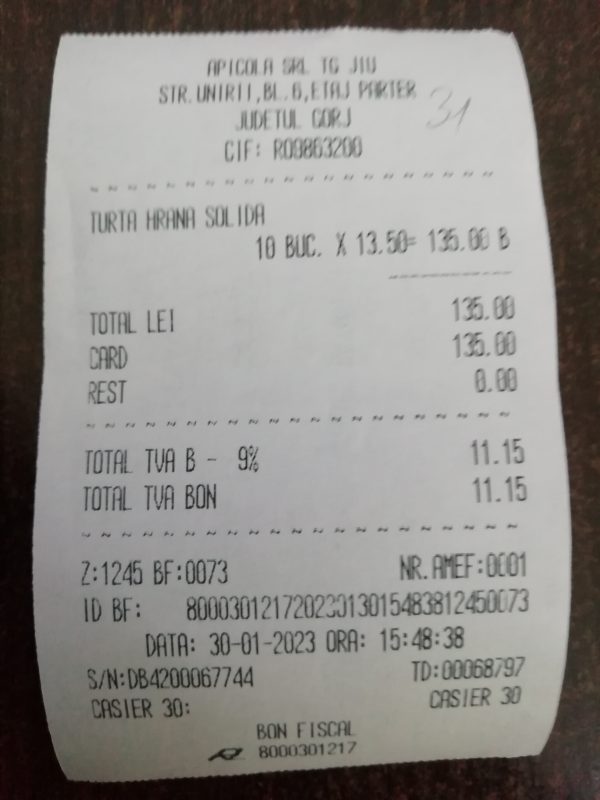 APICOLA SRL TG JIU
STR.UNIRII,BL.6,ETAJ PARTER
31
JUDETUL GORJ
CIF: RO9863200
TURTA HRANA SOLIDA
10 BUC. X 13.50= 135.00 B
TOTAL LEI 135.00
CARD 135.00
REST 0.00
TOTAL TVA B - 9% 11.15
TOTAL TVA BON 11.15
Z:1245 BF:0073 NR.AMEF:0001
ID BF: 80003012172023013015483812450073
DATA: 30-01-2023 ORA: 15:48:38
S/N:DB4200067744 TD:00068797
CASIER 30: CASIER 30
BON FISCAL
8000301217